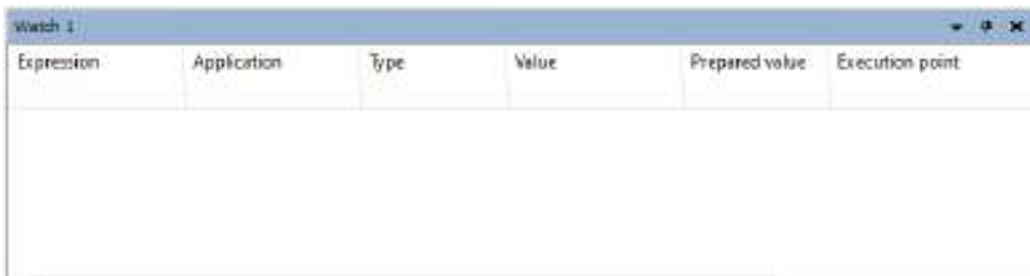 Watch 1
Expression Application Type Value Prepared value Execution point